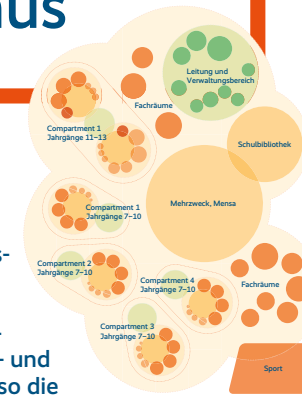 aus
Leitung und
Verwaltungsbereich
Fachräume
Compartment 1
Jahrgänge 11–13
Schulbibliothek
Mehrzweck, Mensa
Compartment 1
Jahrgänge 7–10
s-
Compartment 2
Jahrgänge 7–10
Compartment 4
Jahrgänge 7–10
Fachräume
Compartment 3
Jahrgänge 7–10
- und
so die
Sport